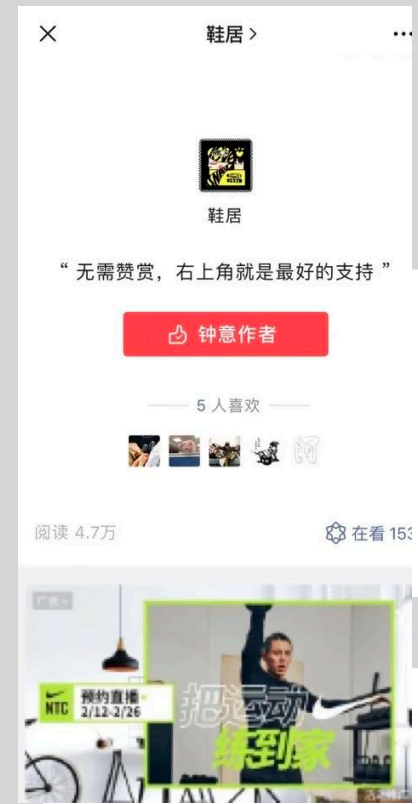 鞋居
鞋居
“ 无需赞赏，右上角就是最好的支持 ”
钟意作者
5 人喜欢
阅读 4.7万
在看 153
广告
NTC
预约直播
2/12-2/26
把运动
练到家